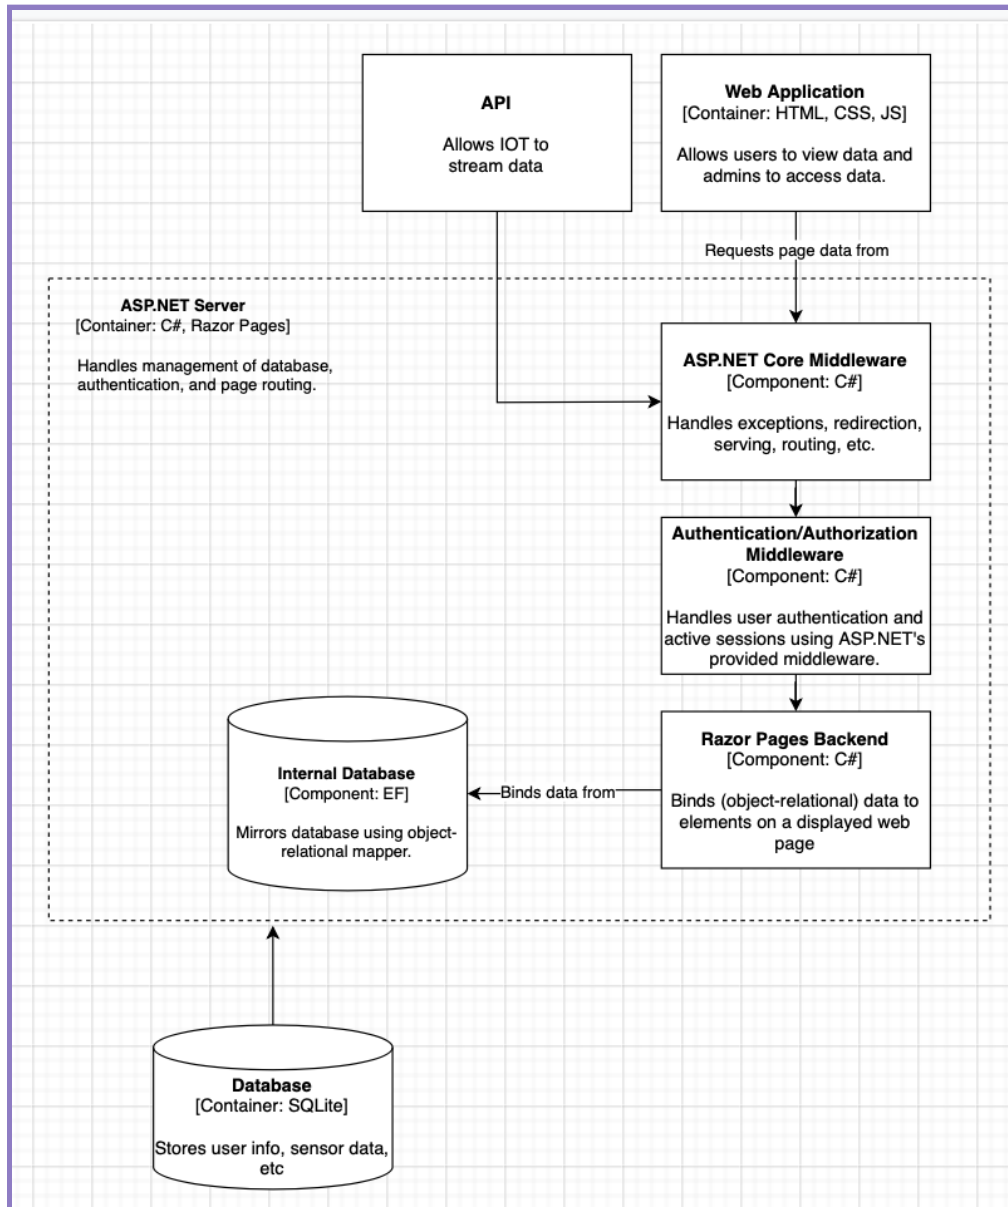 API
Allows IOT to
stream data
Web Application
[Container: HTML, CSS, JS]
Allows users to view data and
admins to access data.
Requests page data from
ASP.NET Server
[Container: C#, Razor Pages]
Handles management of database,
authentication, and page routing.
ASP.NET Core Middleware
[Component: C#]
Handles exceptions, redirection,
serving, routing, etc.
Authentication/Authorization
Middleware
[Component: C#]
Handles user authentication and
active sessions using ASP.NET's
provided middleware.
Internal Database
[Component: EF]
Mirrors database using object-
relational mapper.
Binds data from
Razor Pages Backend
[Component: C#]
Binds (object-relational) data to
elements on a displayed web
page
Database
[Container: SQLite]
Stores user info, sensor data,
etc